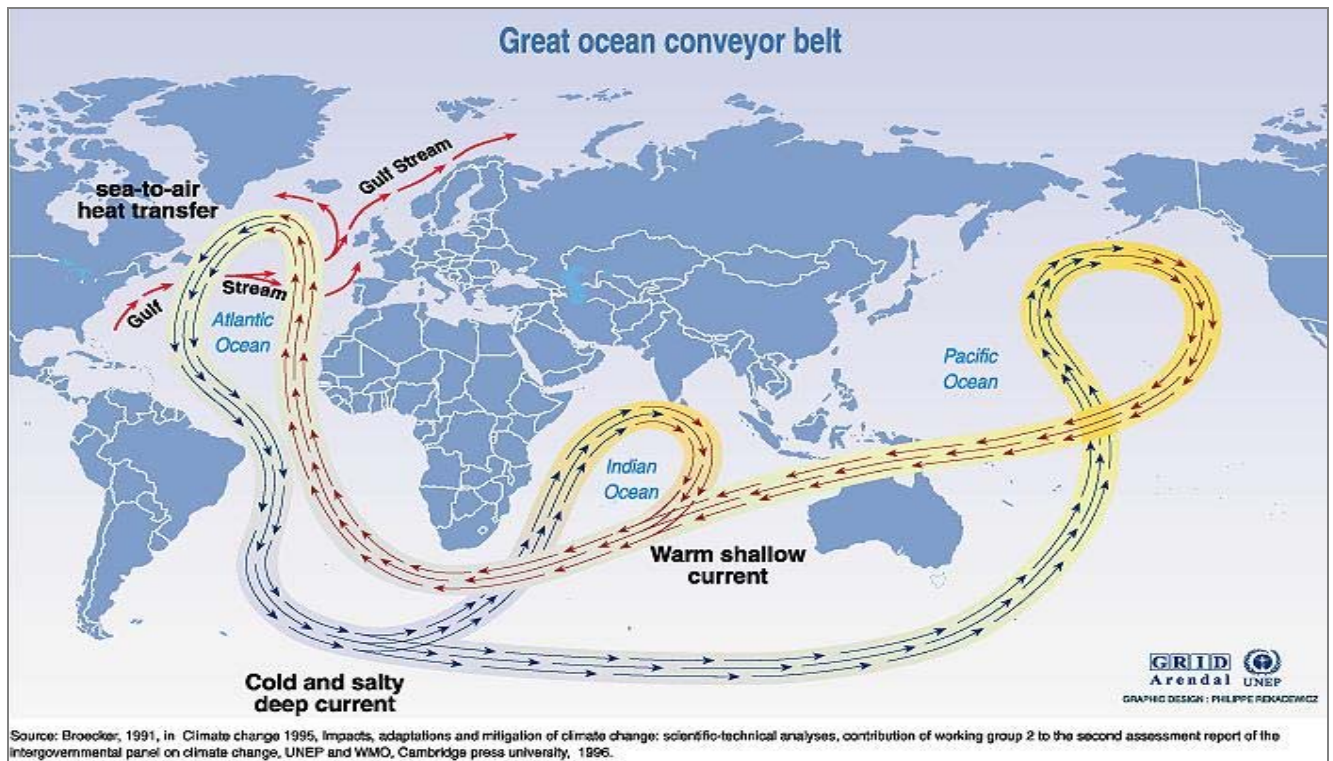 Great ocean conveyor belt
sea-to-air
heat transfer
Gulf Stream
Gulf
Stream
Atlantic
Ocean
Pacific
Ocean
Indian
Ocean
Warm shallow
current
Cold and salty
deep current
GRID
Arendal
UNEP
GRAPHIC DESIGN : PHILIPPE REKACEWICZ
Source: Broecker, 1991, in Climate change 1995, Impacts, adaptations and mitigation of climate change: scientific-technical analyses, contribution of working group 2 to the second assessment report of the
intergovernmental panel on climate change, UNEP and WMO, Cambridge press university, 1996.